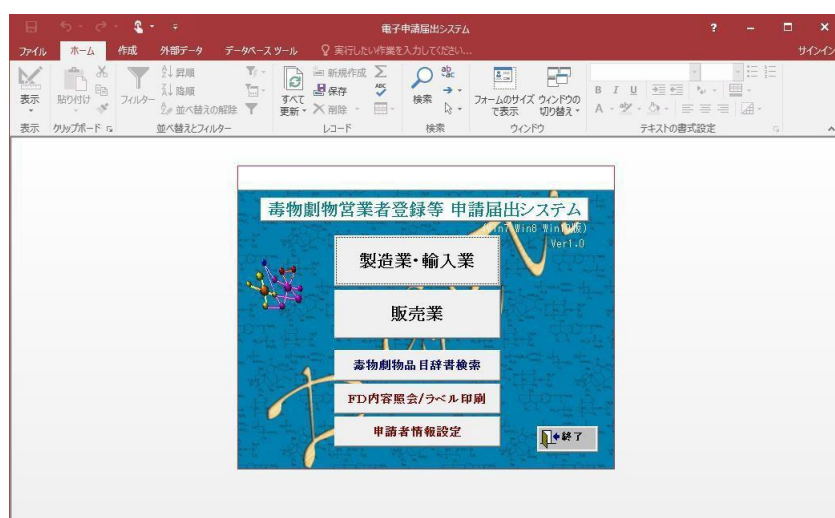 電子申請届出システム
ファイル ホーム 作成 外部データ データベース ツール 実行したい作業を入力してください... サインイン
表示
表示
貼り付け
クリップボード
フィルター
昇順
降順
並べ替えの解除
並べ替えとフィルター
すべて
更新
新規作成
保存
削除
レコード
検索
検索
フォームのサイズ
で表示
ウィンドウの
切り替え
ウィンドウ
B I U
A
テキストの書式設定
毒物劇物営業者登録等 申請届出システム
(Win7 Win8 Win10版)
Ver1.0
製造業・輸入業
販売業
毒物劇物品目辞書検索
FD内容照会/ラベル印刷
申請者情報設定
終了